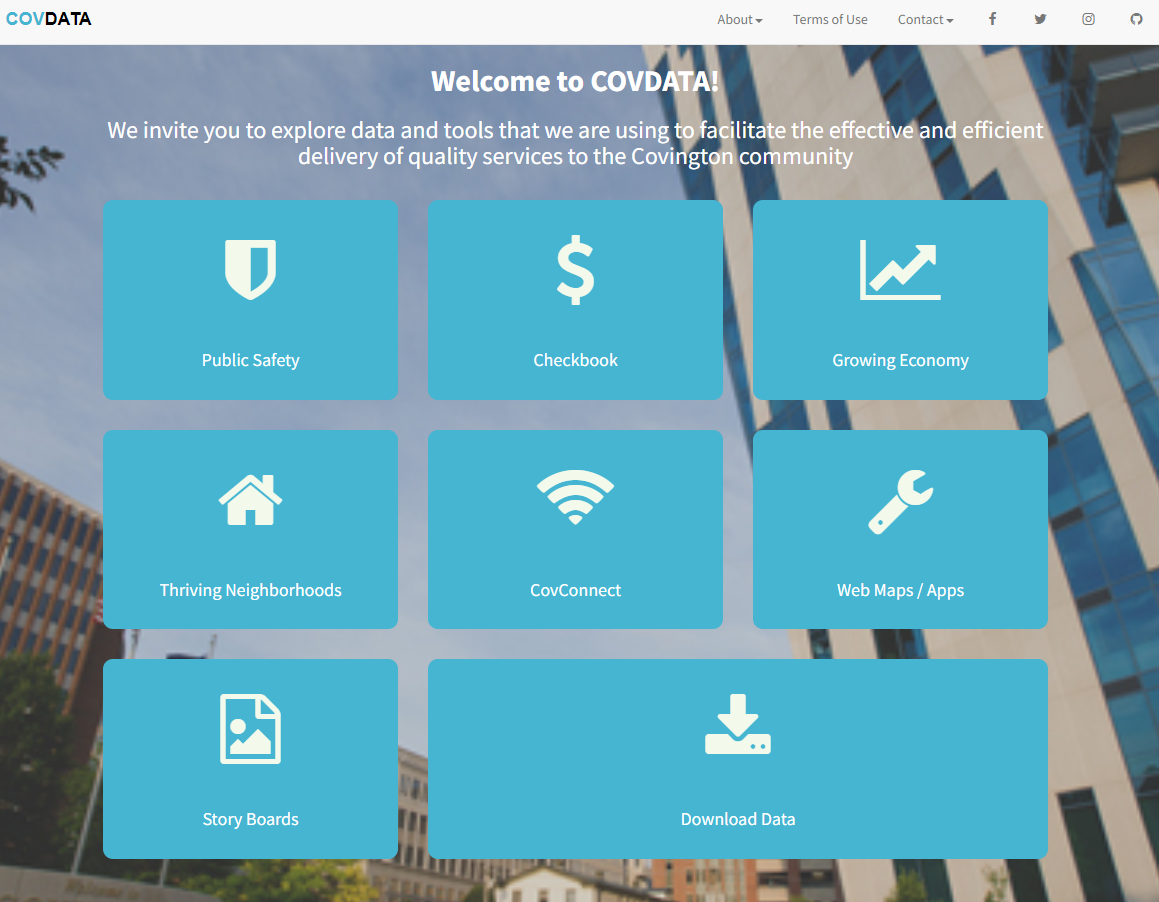 COVDATA
About
Terms of Use
Contact
Welcome to COVDATA!
We invite you to explore data and tools that we are using to facilitate the effective and efficient
delivery of quality services to the Covington community
Public Safety
Checkbook
Growing Economy
Thriving Neighborhoods
CovConnect
Web Maps / Apps
Story Boards
Download Data